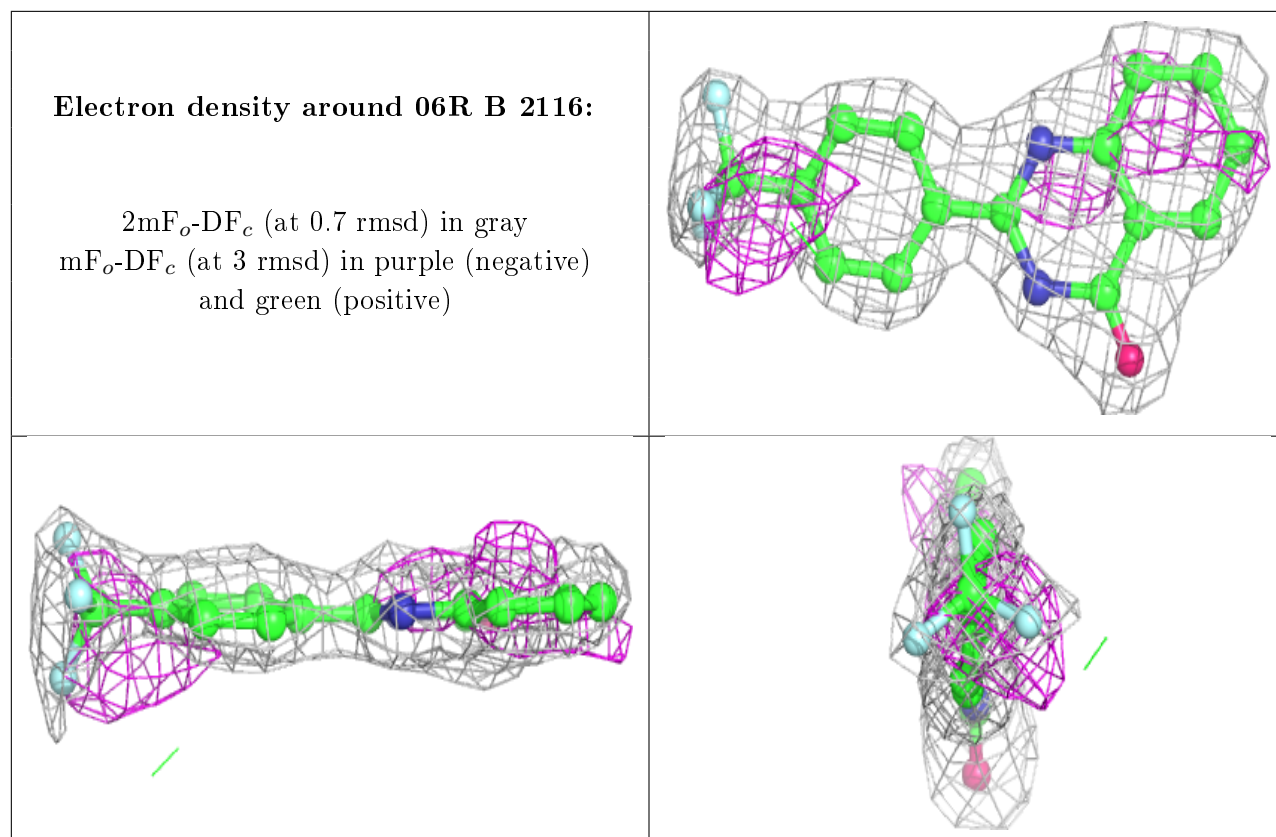 Electron density around 06R B 2116:
2mFo-DFc (at 0.7 rmsd) in gray
mFo-DFc (at 3 rmsd) in purple (negative)
and green (positive)